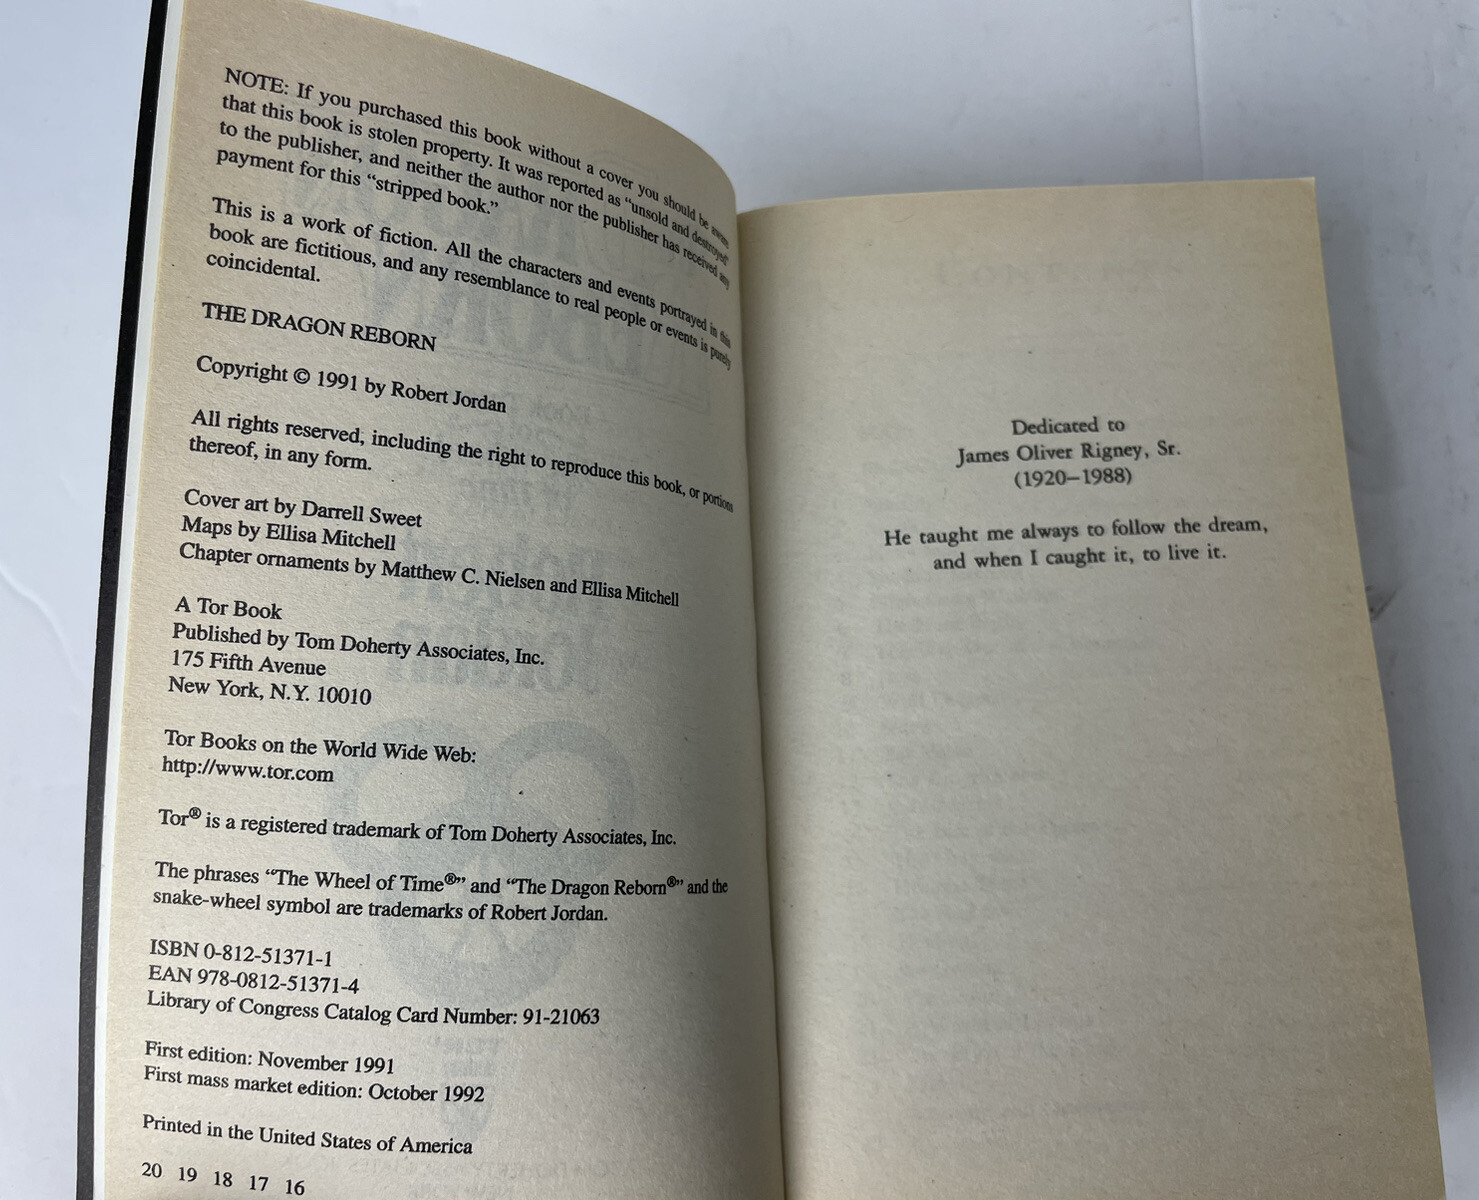 NOTE: If you purchased this book without a cover you should be aware
that this book is stolen property. It was reported as "unsold and destroyed"
to the publisher, and neither the author nor the publisher has received any
payment for this "stripped book."
This is a work of fiction. All the characters and events portrayed in this
book are fictitious, and any resemblance to real people or events is purely
coincidental.
THE DRAGON REBORN
Copyright © 1991 by Robert Jordan
All rights reserved, including the right to reproduce this book, or portions
thereof, in any form.
Cover art by Darrell Sweet
Maps by Ellisa Mitchell
Chapter ornaments by Matthew C. Nielsen and Ellisa Mitchell
A Tor Book
Published by Tom Doherty Associates, Inc.
175 Fifth Avenue
New York, N.Y. 10010
Tor Books on the World Wide Web:
http://www.tor.com
Tor® is a registered trademark of Tom Doherty Associates, Inc.
The phrases "The Wheel of Time®" and "The Dragon Reborn®" and the
snake-wheel symbol are trademarks of Robert Jordan.
ISBN 0-812-51371-1
EAN 978-0812-51371-4
Library of Congress Catalog Card Number: 91-21063
First edition: November 1991
First mass market edition: October 1992
Printed in the United States of America
20 19 18 17 16
Dedicated to
James Oliver Rigney, Sr.
(1920–1988)
He taught me always to follow the dream,
and when I caught it, to live it.